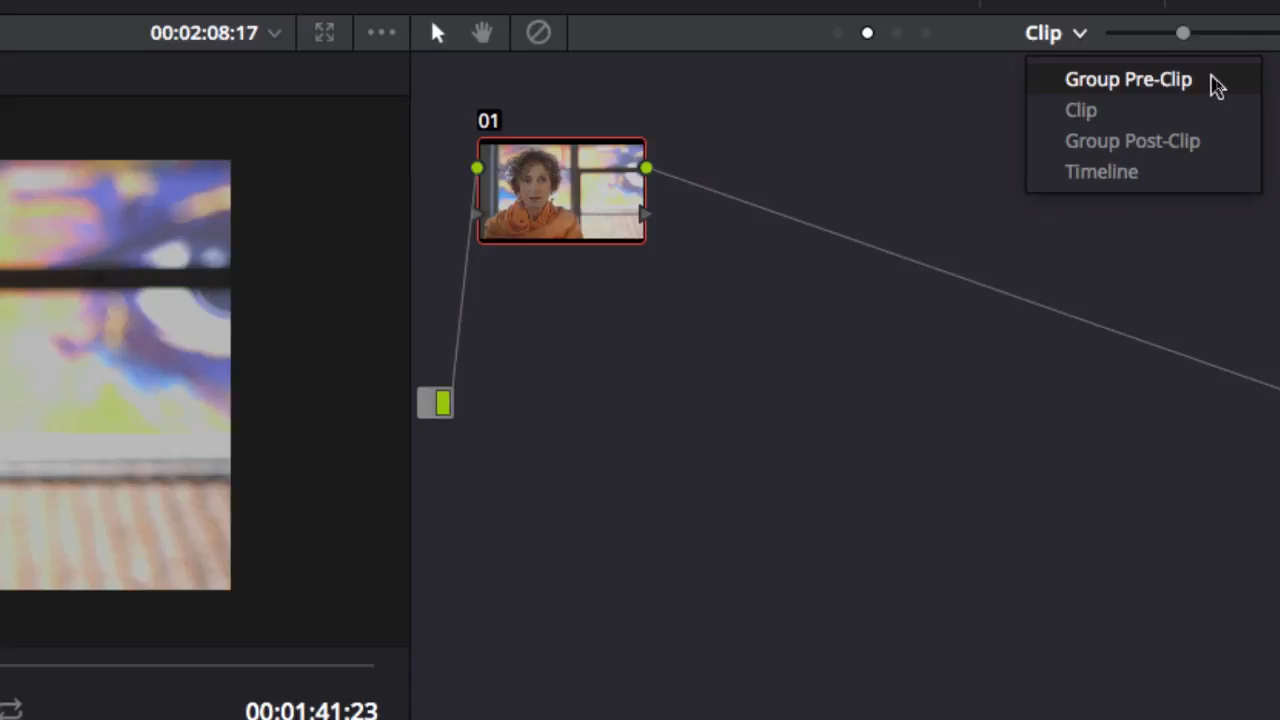 00:02:08:17
Clip
Group Pre-Clip
Clip
Group Post-Clip
Timeline
01
00:01:41:23